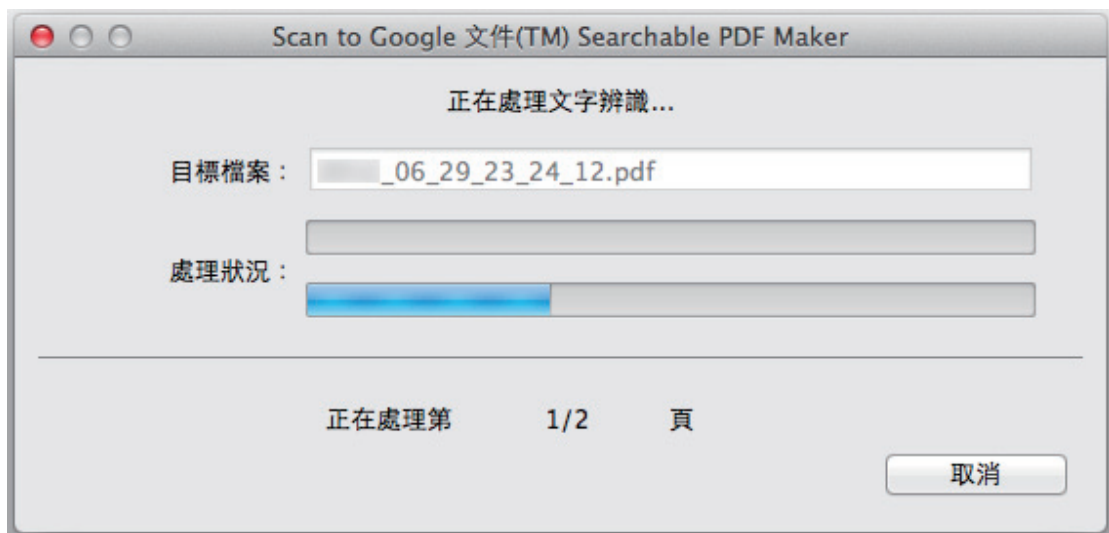 Scan to Google 文件(TM) Searchable PDF Maker
正在處理文字辨識...
目標檔案： _06_29_23_24_12.pdf
處理狀況：
正在處理第 1/2 頁
取消